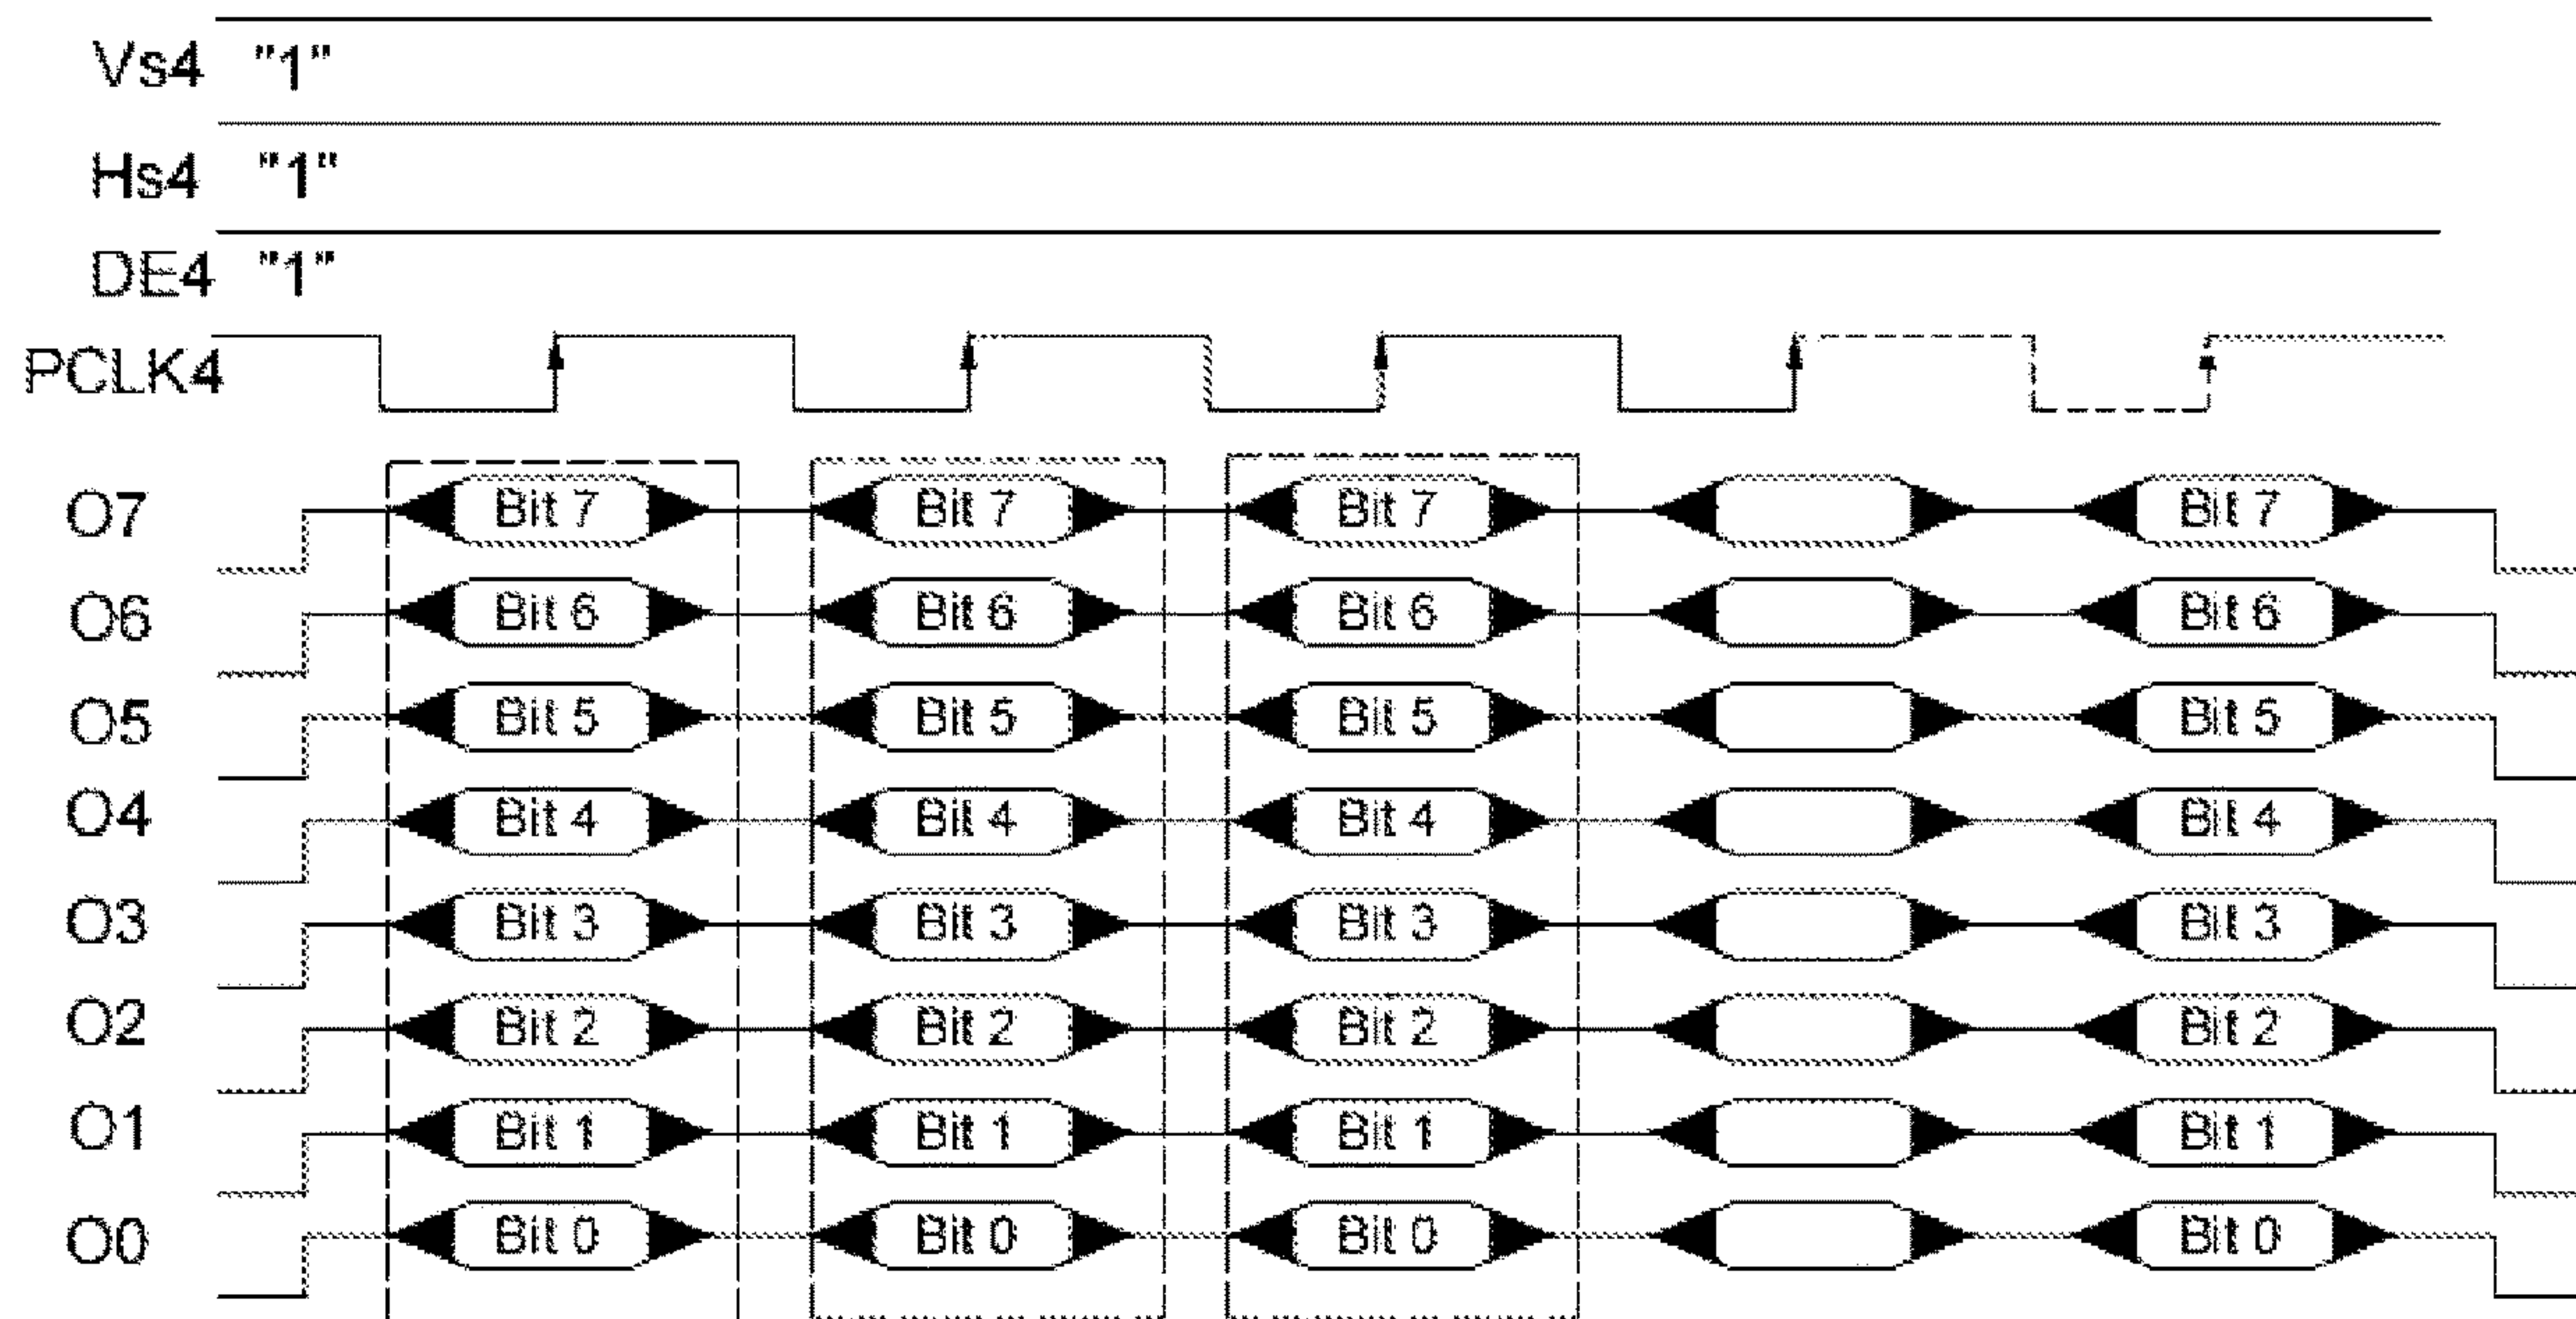 Vs4 "1"
Hs4 "1"
DE4 "1"
PCLK4
O7 Bit 7 Bit 7 Bit 7 Bit 7
O6 Bit 6 Bit 6 Bit 6 Bit 6
O5 Bit 5 Bit 5 Bit 5 Bit 5
O4 Bit 4 Bit 4 Bit 4 Bit 4
O3 Bit 3 Bit 3 Bit 3 Bit 3
O2 Bit 2 Bit 2 Bit 2 Bit 2
O1 Bit 1 Bit 1 Bit 1 Bit 1
O0 Bit 0 Bit 0 Bit 0 Bit 0